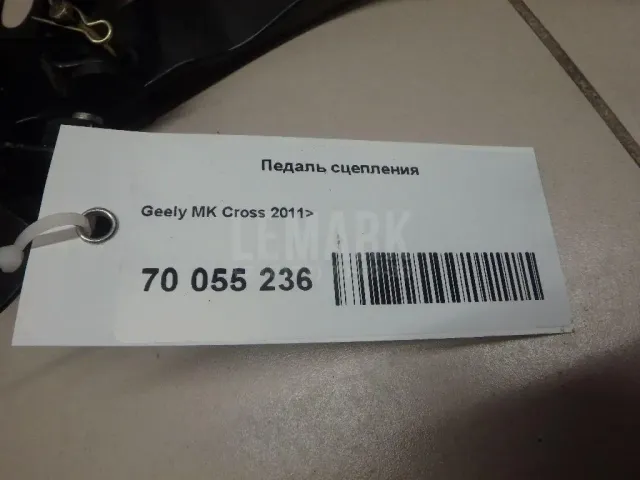 Педаль сцепления
Geely MK Cross 2011>
LEMARK
70 055 236